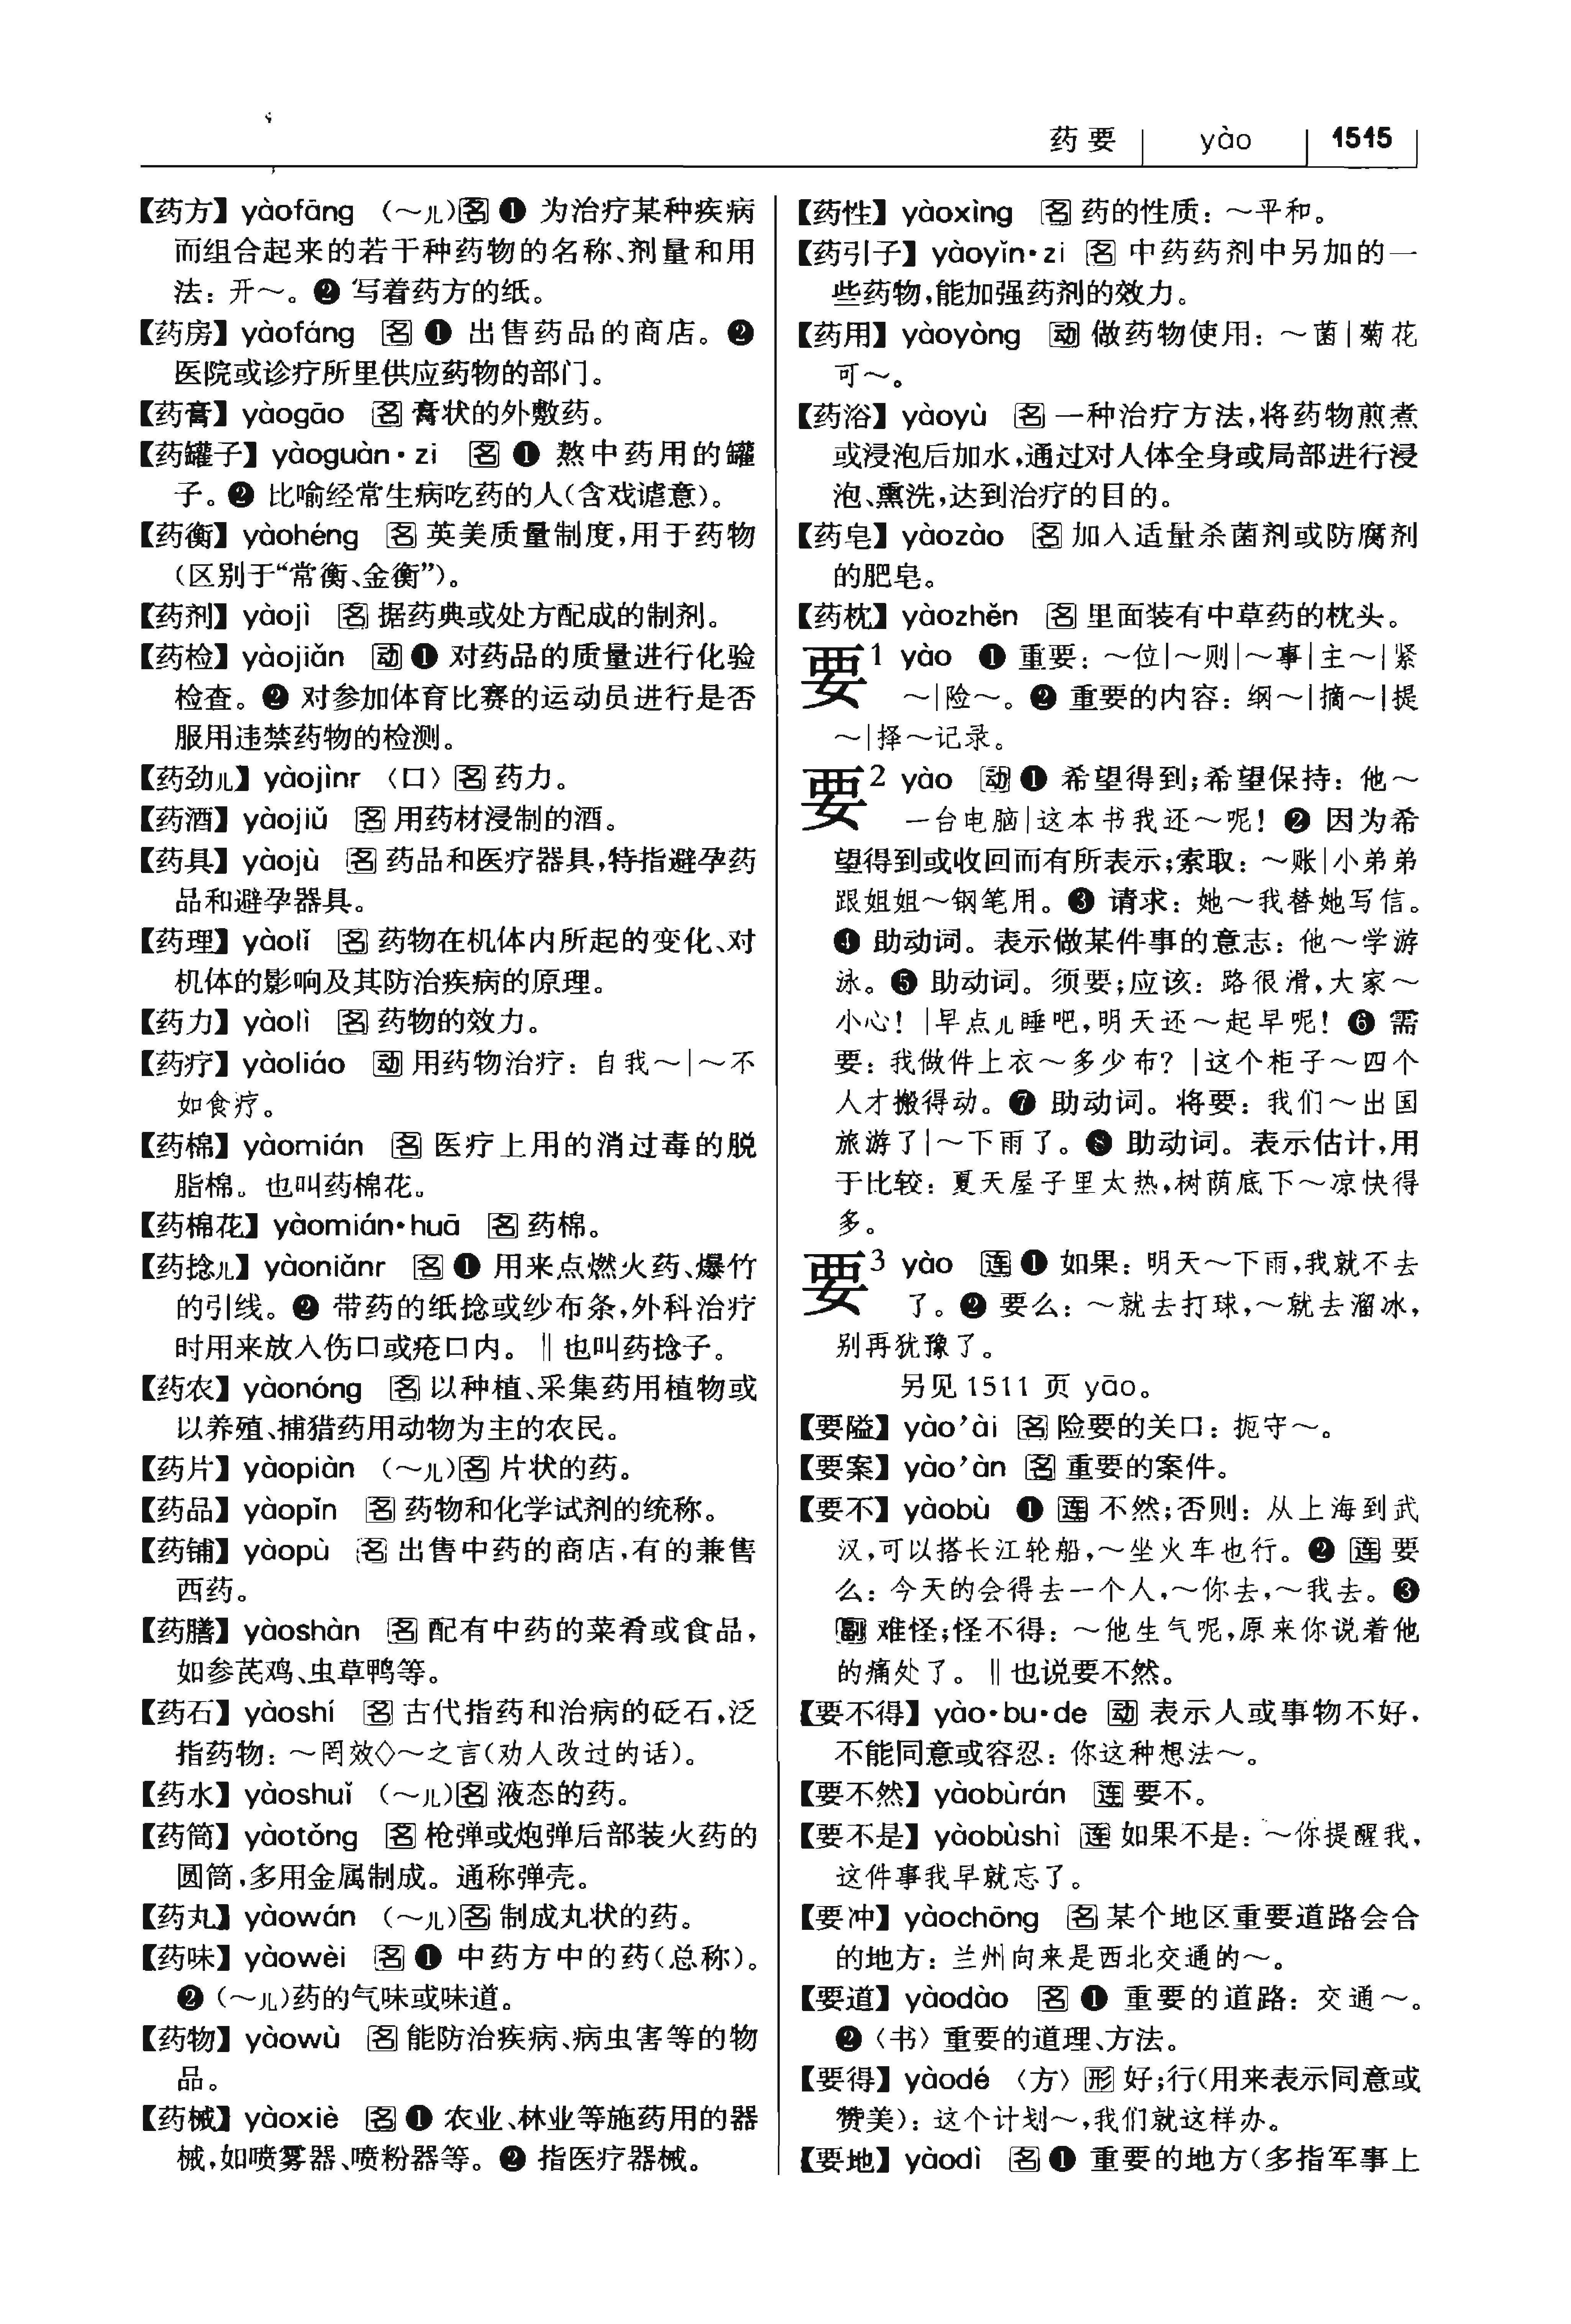 药要 yào 1515
【药方】yàofāng （～儿）名❶ 为治疗某种疾病
而组合起来的若干种药物的名称、剂量和用
法：开～。❷ 写着药方的纸。
【药房】yàofáng 名❶ 出售药品的商店。❷
医院或诊疗所里供应药物的部门。
【药膏】yàogāo 名 膏状的外敷药。
【药罐子】yàoguàn·zi 名❶ 熬中药用的罐
子。❷ 比喻经常生病吃药的人（含戏谑意）。
【药衡】yàohéng 名 英美质量制度，用于药物
（区别于“常衡、金衡”）。
【药剂】yàojì 名 据药典或处方配成的制剂。
【药检】yàojiǎn 动❶ 对药品的质量进行化验
检查。❷ 对参加体育比赛的运动员进行是否
服用违禁药物的检测。
【药劲儿】yàojìnr 〈口〉名 药力。
【药酒】yàojiǔ 名 用药材浸制的酒。
【药具】yàojù 名 药品和医疗器具，特指避孕药
品和避孕器具。
【药理】yàolǐ 名 药物在机体内所起的变化、对
机体的影响及其防治疾病的原理。
【药力】yàolì 名 药物的效力。
【药疗】yàoliáo 动 用药物治疗：自我～|～不
如食疗。
【药棉】yàomián 名 医疗上用的消过毒的脱
脂棉。也叫药棉花。
【药棉花】yàomián·huā 名 药棉。
【药捻儿】yàoniǎnr 名❶ 用来点燃火药、爆竹
的引线。❷ 带药的纸捻或纱布条，外科治疗
时用来放入伤口或疮口内。‖也叫药捻子。
【药农】yàonóng 名 以种植、采集药用植物或
以养殖、捕猎药用动物为主的农民。
【药片】yàopiàn （～儿）名 片状的药。
【药品】yàopǐn 名 药物和化学试剂的统称。
【药铺】yàopù 名 出售中药的商店，有的兼售
西药。
【药膳】yàoshàn 名 配有中药的菜肴或食品，
如参芪鸡、虫草鸭等。
【药石】yàoshí 名 古代指药和治病的砭石，泛
指药物：～罔效◇～之言（劝人改过的话）。
【药水】yàoshuǐ （～儿）名 液态的药。
【药筒】yàotǒng 名 枪弹或炮弹后部装火药的
圆筒，多用金属制成。通称弹壳。
【药丸】yàowán （～儿）名 制成丸状的药。
【药味】yàowèi 名❶ 中药方中的药（总称）。
❷（～儿）药的气味或味道。
【药物】yàowù 名 能防治疾病、病虫害等的物
品。
【药械】yàoxiè 名❶ 农业、林业等施药用的器
械，如喷雾器、喷粉器等。❷ 指医疗器械。
【药性】yàoxìng 名 药的性质：～平和。
【药引子】yàoyǐn·zi 名 中药药剂中另加的一
些药物，能加强药剂的效力。
【药用】yàoyòng 动 做药物使用：～菌|菊花
可～。
【药浴】yàoyù 名 一种治疗方法，将药物煎煮
或浸泡后加水，通过对人体全身或局部进行浸
泡、熏洗，达到治疗的目的。
【药皂】yàozào 名 加入适量杀菌剂或防腐剂
的肥皂。
【药枕】yàozhěn 名 里面装有中草药的枕头。
要1 yào ❶ 重要：～位|～则|～事|主～|紧
～|险～。❷ 重要的内容：纲～|摘～|提
～|择～记录。
要2 yào 动❶ 希望得到；希望保持：他～
一台电脑|这本书我还～呢！❷ 因为希
望得到或收回而有所表示；索取：～账|小弟弟
跟姐姐～钢笔用。❸ 请求：她～我替她写信。
❹ 助动词。表示做某件事的意志：他～学游
泳。❺ 助动词。须要；应该：路很滑，大家～
小心！|早点儿睡吧，明天还～起早呢！❻ 需
要：我做件上衣～多少布？|这个柜子～四个
人才搬得动。❼ 助动词。将要：我们～出国
旅游了|～下雨了。❽ 助动词。表示估计，用
于比较：夏天屋子里太热，树荫底下～凉快得
多。
要3 yào 连❶ 如果：明天～下雨，我就不去
了。❷ 要么：～就去打球，～就去溜冰，
别再犹豫了。
另见 1511 页 yāo。
【要隘】yào’ài 名 险要的关口：扼守～。
【要案】yào’àn 名 重要的案件。
【要不】yàobù ❶ 连 不然；否则：从上海到武
汉，可以搭长江轮船，～坐火车也行。❷ 连 要
么：今天的会得去一个人，～你去，～我去。❸
副 难怪；怪不得：～他生气呢，原来你说着他
的痛处了。‖也说要不然。
【要不得】yào·bu·de 动 表示人或事物不好，
不能同意或容忍：你这种想法～。
【要不然】yàobùrán 连 要不。
【要不是】yàobùshì 连 如果不是：～你提醒我，
这件事我早就忘了。
【要冲】yàochōng 名 某个地区重要道路会合
的地方：兰州向来是西北交通的～。
【要道】yàodào 名❶ 重要的道路：交通～。
❷〈书〉重要的道理、方法。
【要得】yàodé 〈方〉形 好；行（用来表示同意或
赞美）：这个计划～，我们就这样办。
【要地】yàodì 名❶ 重要的地方（多指军事上